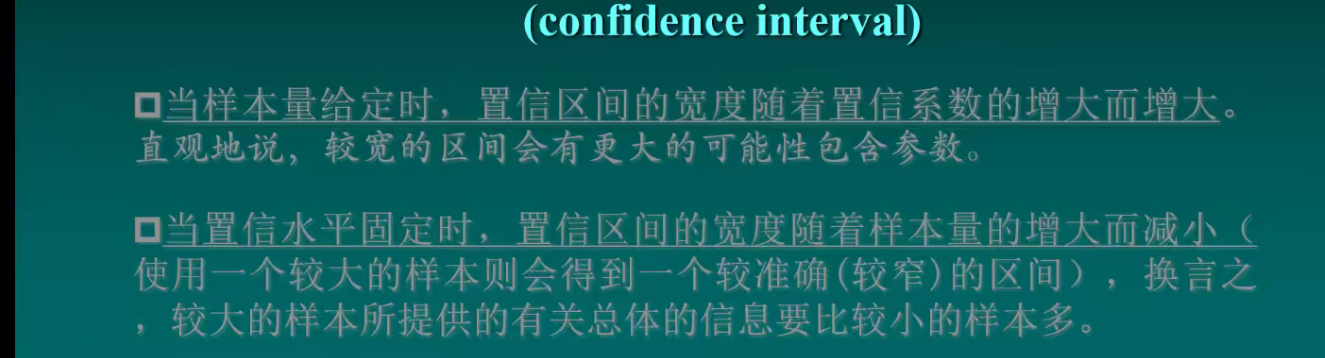 (confidence interval)
当样本量给定时，置信区间的宽度随着置信系数的增大而增大。
直观地说，较宽的区间会有更大的可能性包含参数。
当置信水平固定时，置信区间的宽度随着样本量的增大而减小（
使用一个较大的样本则会得到一个较准确(较窄)的区间），换言之
，较大的样本所提供的有关总体的信息要比较小的样本多。